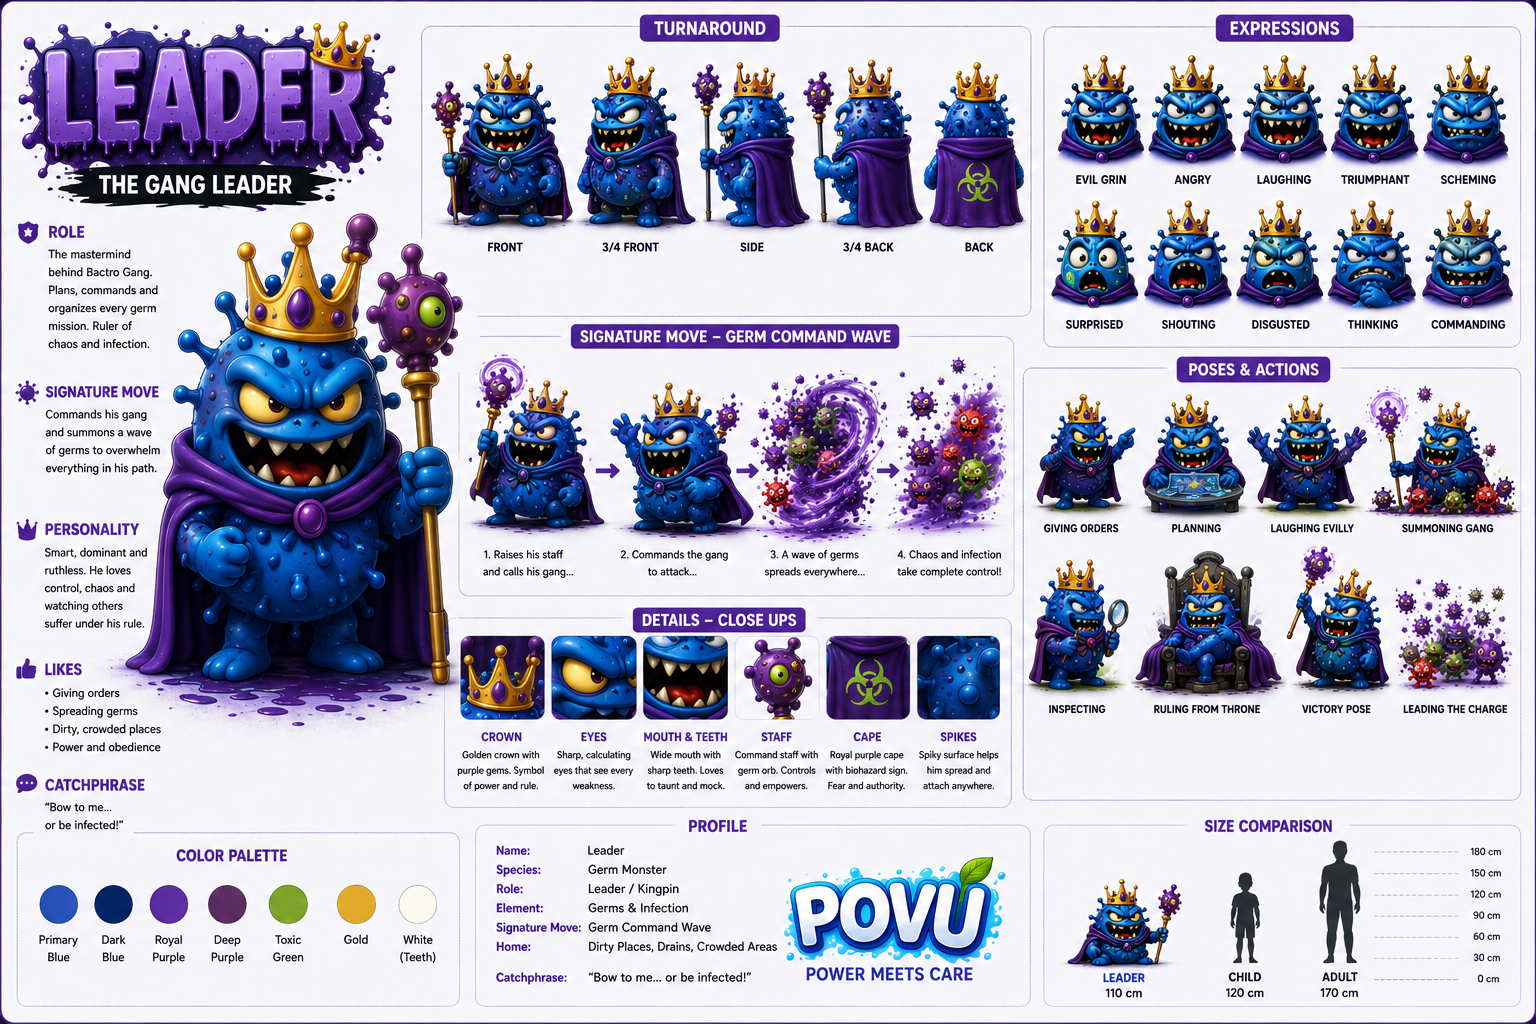 LEADER
THE GANG LEADER
ROLE
The mastermind
behind Bactro Gang.
Plans, commands and
organizes every germ
mission. Ruler of
chaos and infection.
SIGNATURE MOVE
Commands his gang
and summons a wave
of germs to overwhelm
everything in his path.
PERSONALITY
Smart, dominant and
ruthless. He loves
control, chaos and
watching others
suffer under his rule.
LIKES
• Giving orders
• Spreading germs
• Dirty, crowded places
• Power and obedience
CATCHPHRASE
“Bow to me...
or be infected!”
TURNAROUND
FRONT
3/4 FRONT
SIDE
3/4 BACK
BACK
EXPRESSIONS
EVIL GRIN
ANGRY
LAUGHING
TRIUMPHANT
SCHEMING
SURPRISED
SHOUTING
DISGUSTED
THINKING
COMMANDING
SIGNATURE MOVE – GERM COMMAND WAVE
1. Raises his staff
and calls his gang...
2. Commands the gang
to attack...
3. A wave of germs
spreads everywhere...
4. Chaos and infection
take complete control!
POSES & ACTIONS
GIVING ORDERS
PLANNING
LAUGHING EVILLY
SUMMONING GANG
INSPECTING
RULING FROM THRONE
VICTORY POSE
LEADING THE CHARGE
DETAILS – CLOSE UPS
CROWN
Golden crown with
purple gems. Symbol
of power and rule.
EYES
Sharp, calculating
eyes that see every
weakness.
MOUTH & TEETH
Wide mouth with
sharp teeth. Loves
to taunt and mock.
STAFF
Command staff with
germ orb. Controls
and empowers.
CAPE
Royal purple cape
with biohazard sign.
Fear and authority.
SPIKES
Spiky surface helps
him spread and
attach anywhere.
COLOR PALETTE
Primary
Blue
Dark
Blue
Royal
Purple
Deep
Purple
Toxic
Green
Gold
White
(Teeth)
PROFILE
Name: Leader
Species: Germ Monster
Role: Leader / Kingpin
Element: Germs & Infection
Signature Move: Germ Command Wave
Home: Dirty Places, Drains, Crowded Areas
Catchphrase: “Bow to me... or be infected!”
POVU
POWER MEETS CARE
SIZE COMPARISON
180 cm
150 cm
120 cm
90 cm
60 cm
30 cm
0 cm
LEADER
110 cm
CHILD
120 cm
ADULT
170 cm